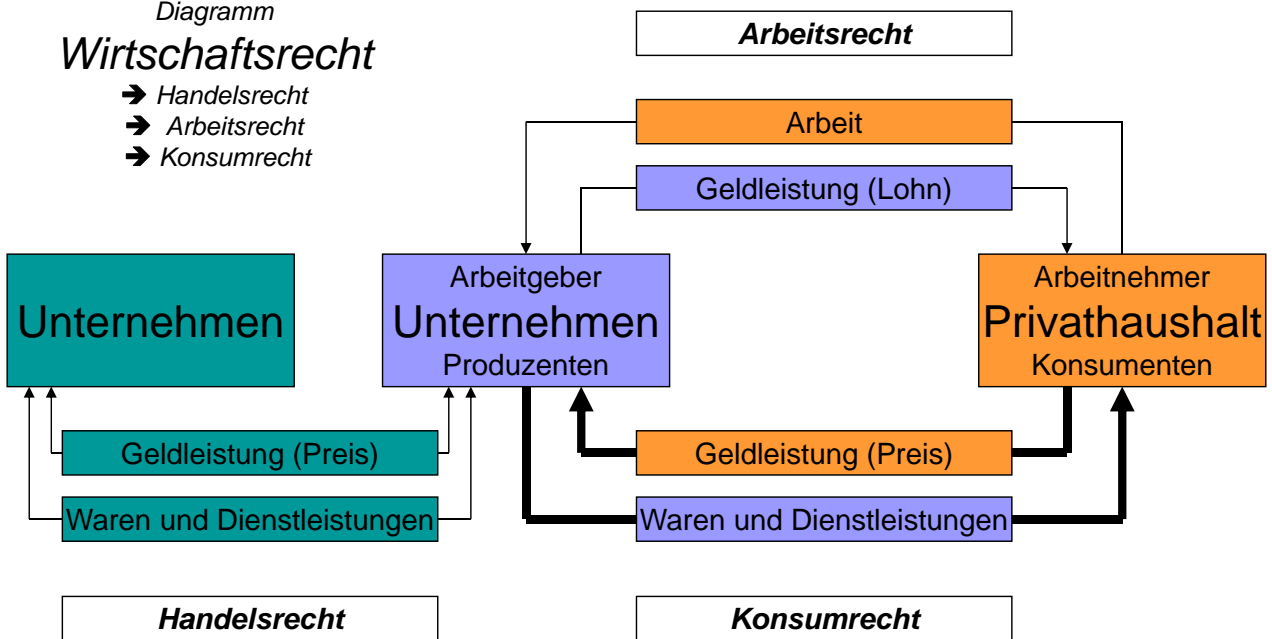 Diagramm
Wirtschaftsrecht
➔ Handelsrecht
➔ Arbeitsrecht
➔ Konsumrecht
Arbeitsrecht
Arbeit
Geldleistung (Lohn)
Unternehmen
Arbeitgeber
Unternehmen
Produzenten
Arbeitnehmer
Privathaushalt
Konsumenten
Geldleistung (Preis)
Geldleistung (Preis)
Waren und Dienstleistungen
Waren und Dienstleistungen
Handelsrecht
Konsumrecht